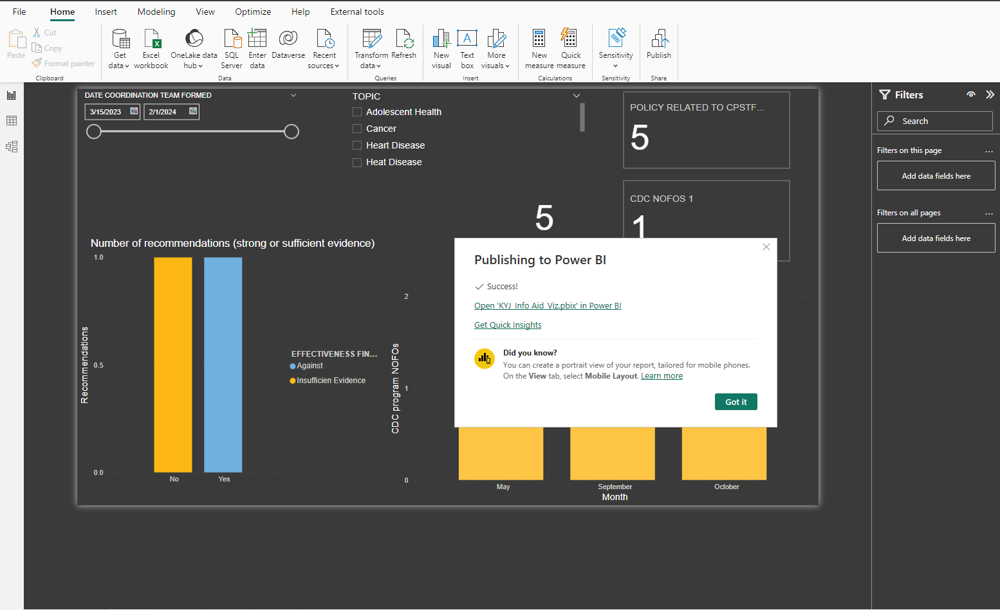 File Home Insert Modeling View Optimize Help External tools
Paste
Cut
Copy
Format painter
Clipboard
Get data
Excel workbook
OneLake data hub
SQL Server
Enter data
Dataverse
Recent sources
Data
Transform data
Refresh
Queries
New visual
A
Text box
More visuals
Insert
New measure
Quick measure
Calculations
Sensitivity
Sensitivity
Publish
Share
DATE COORDINATION TEAM FORMED
3/15/2023
2/1/2024
TOPIC
Adolescent Health
Cancer
Heart Disease
Heat Disease
POLICY RELATED TO CPSTF...
5
CDC NOFOS 1
1
5
Number of recommendations (strong or sufficient evidence)
Recommendations
1.0
0.5
0.0
No
Yes
EFFECTIVENESS FIN...
Against
Insufficien Evidence
CDC program NOFOs
2
1
0
May
September
October
Month
Publishing to Power BI
Success!
Open 'KYJ_Info Aid_Viz.pbix' in Power BI
Get Quick Insights
Did you know?
You can create a portrait view of your report, tailored for mobile phones.
On the View tab, select Mobile Layout. Learn more
Got it
Filters
Search
Filters on this page
...
Add data fields here
Filters on all pages
...
Add data fields here